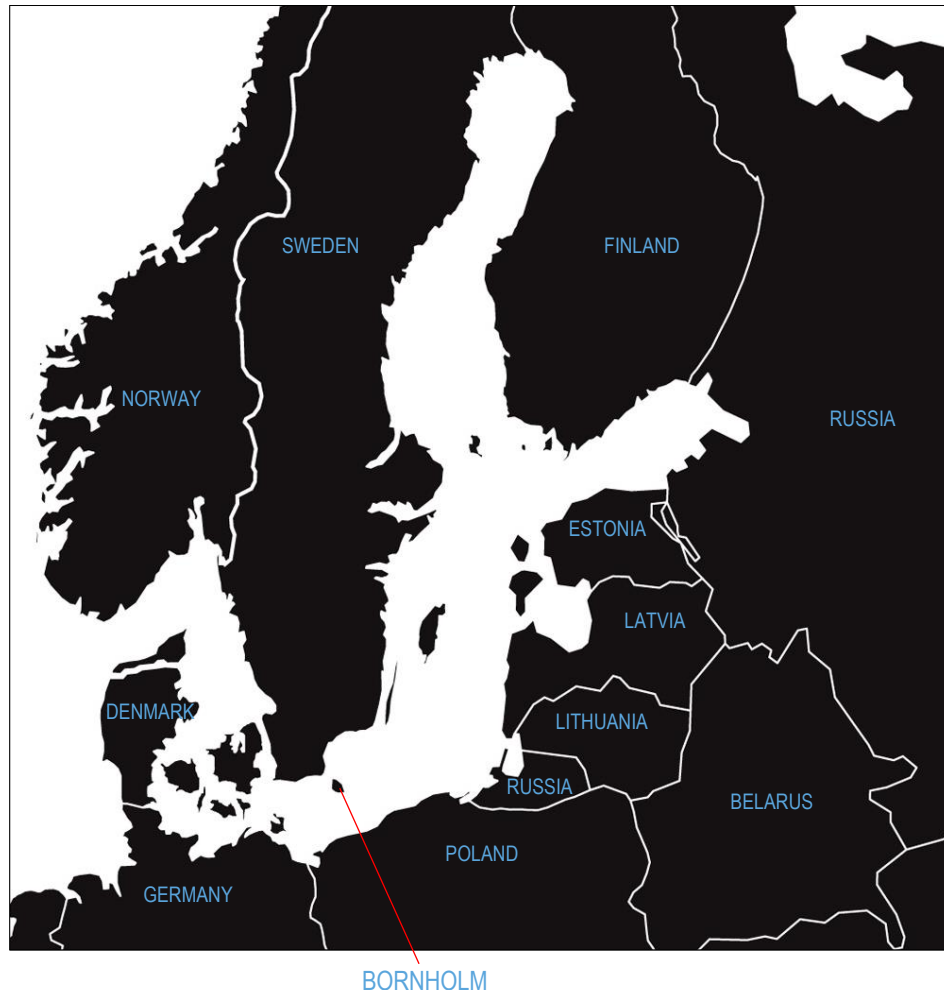 SWEDEN
FINLAND
NORWAY
RUSSIA
ESTONIA
LATVIA
DENMARK
LITHUANIA
RUSSIA
BELARUS
POLAND
GERMANY
BORNHOLM